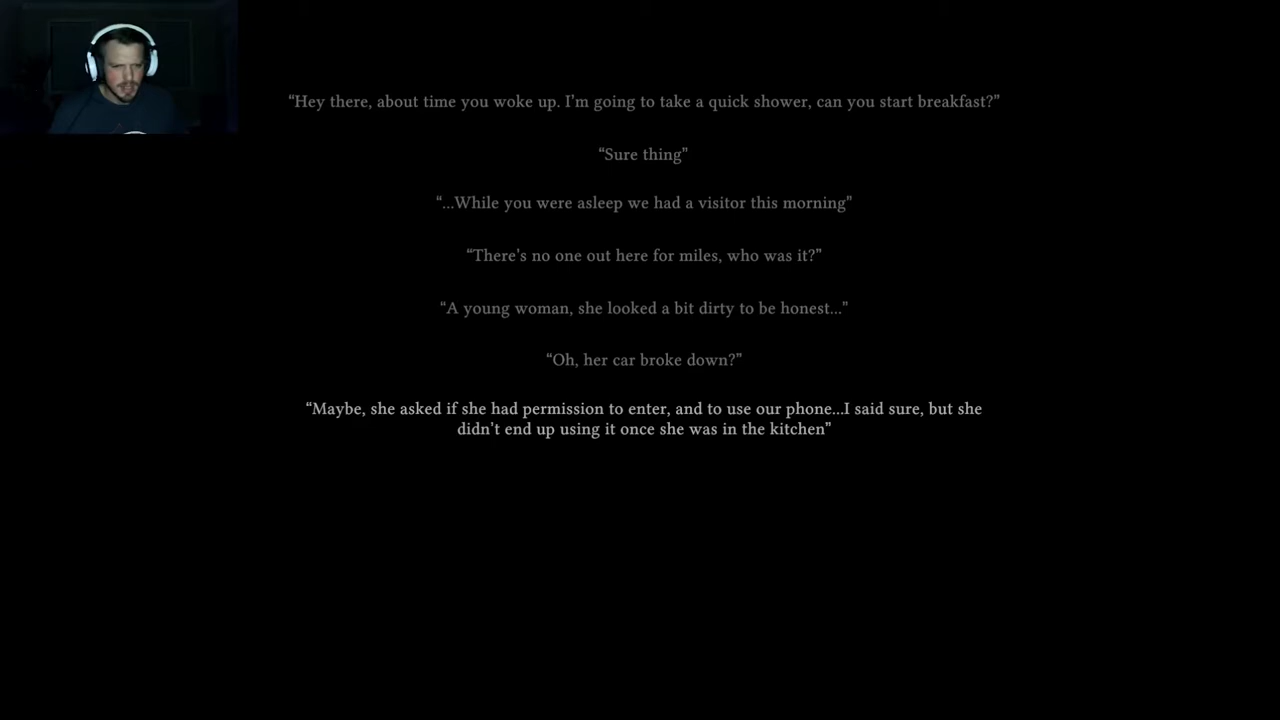 “Hey there, about time you woke up. I’m going to take a quick shower, can you start breakfast?”
“Sure thing”
“...While you were asleep we had a visitor this morning”
“There’s no one out here for miles, who was it?”
“A young woman, she looked a bit dirty to be honest...”
“Oh, her car broke down?”
“Maybe, she asked if she had permission to enter, and to use our phone...I said sure, but she
didn’t end up using it once she was in the kitchen”